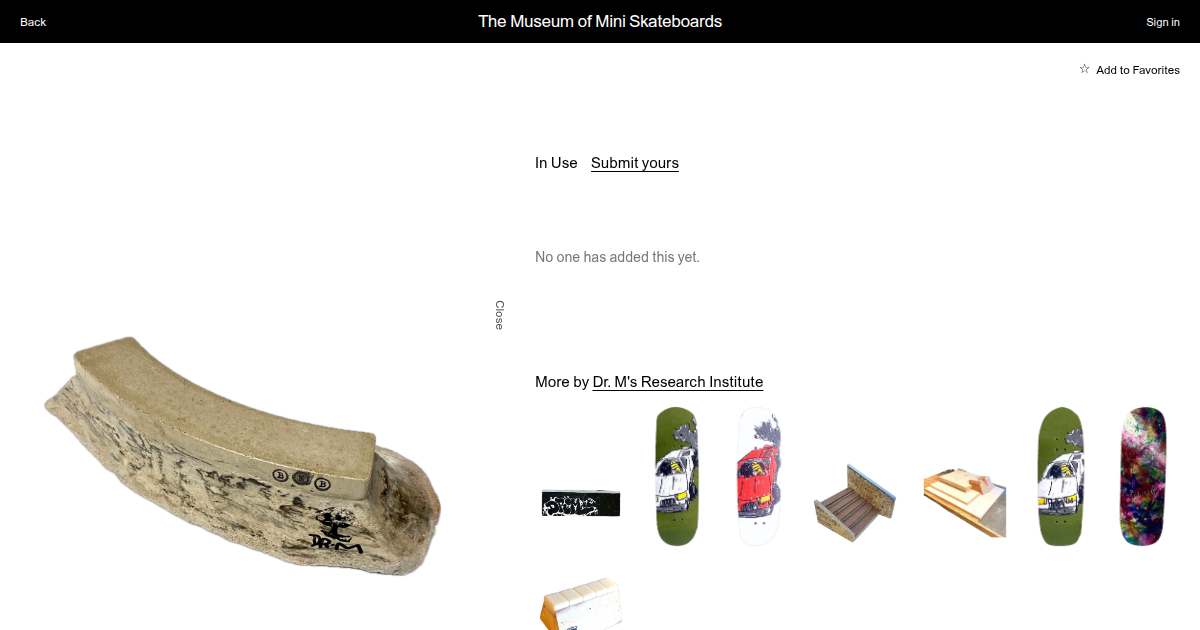 Back
The Museum of Mini Skateboards
Sign in
☆ Add to Favorites
In Use Submit yours
No one has added this yet.
Close
More by Dr. M's Research Institute
B B
DR.M